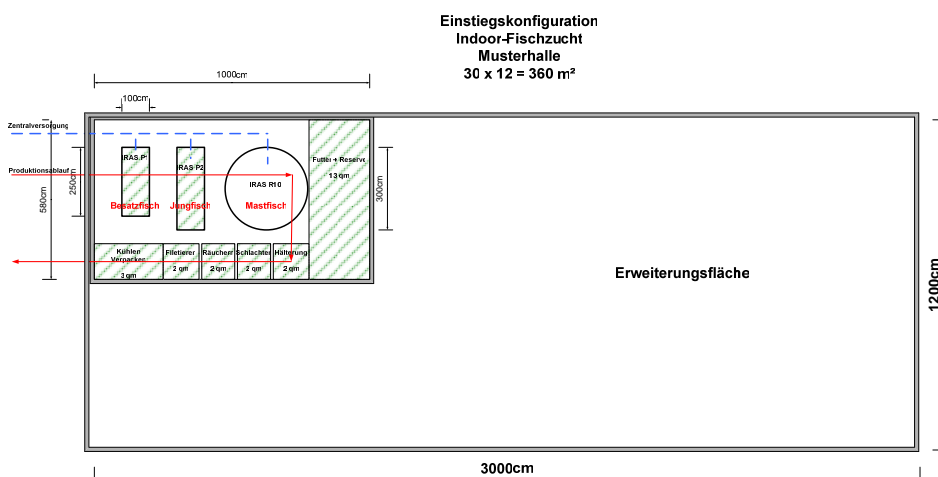 Einstiegskonfiguration
Indoor-Fischzucht
Musterhalle
30 x 12 = 360 m²
1000cm
100cm
Zentralversorgung
Produktionsablauf
580cm
250cm
IRAS P1
IRAS P2
IRAS R10
Besatzfisch
Jungfisch
Mastfisch
Futter + Reserve
13 qm
300cm
Kühlen
Verpacken
3 qm
Filetieren
2 qm
Räuchern
2 qm
Schlachten
2 qm
Hälterung
2 qm
Erweiterungsfläche
1200cm
3000cm